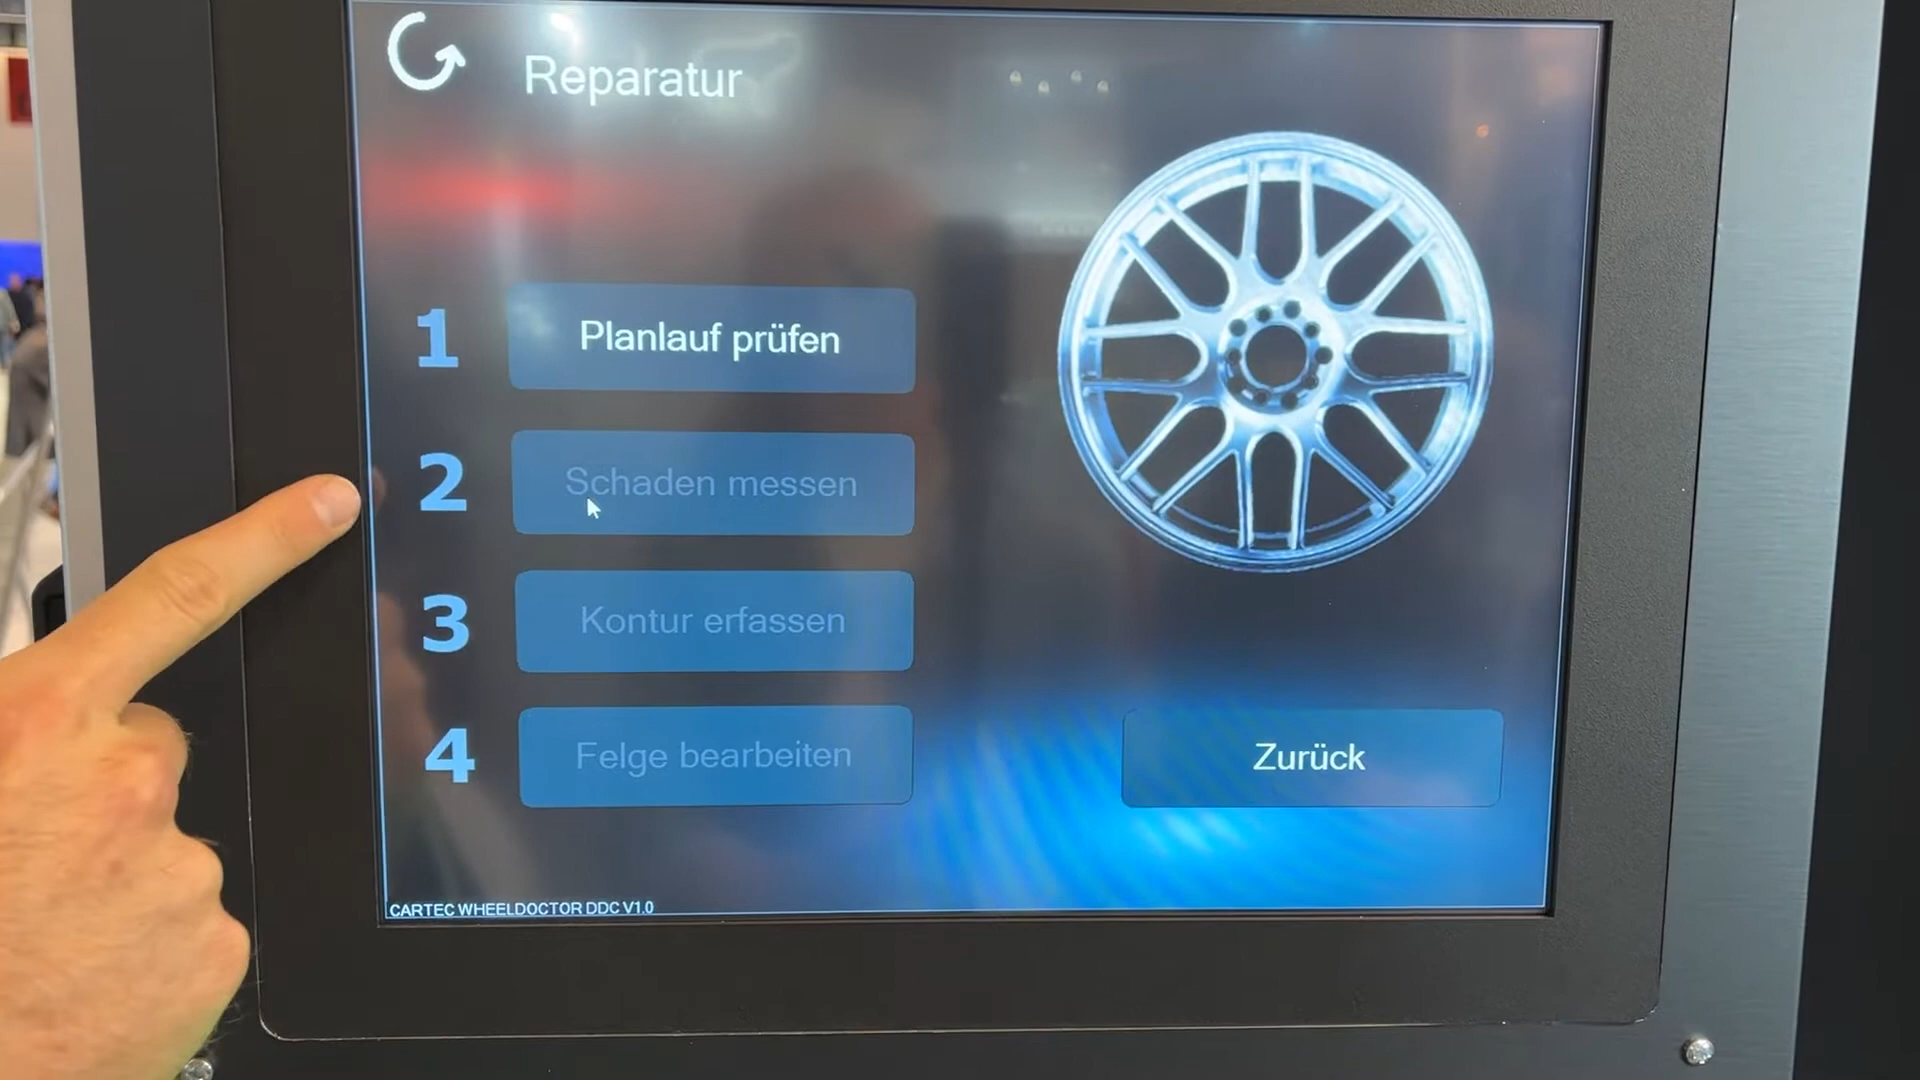 Reparatur
1 Planlauf prüfen
2 Schaden messen
3 Kontur erfassen
4 Felge bearbeiten
Zurück
CARTEC WHEELDOCTOR DDC V1.0